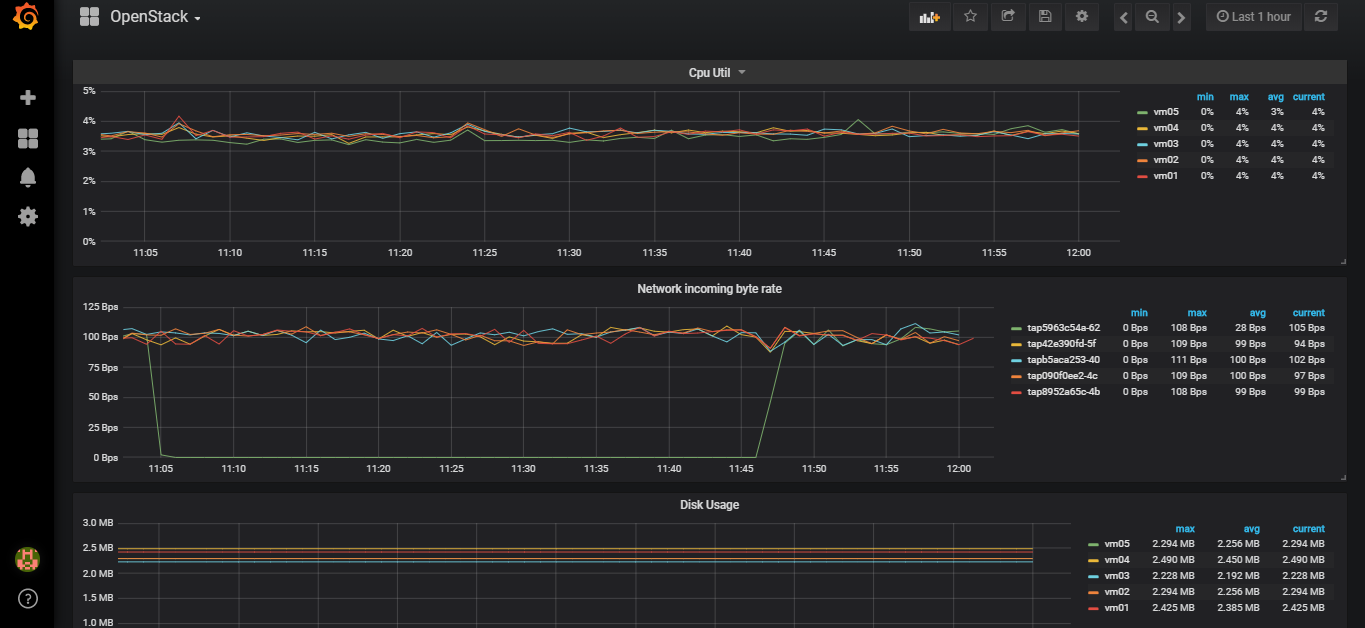 OpenStack
Last 1 hour
Cpu Util
5%
4%
3%
2%
1%
0%
11:05 11:10 11:15 11:20 11:25 11:30 11:35 11:40 11:45 11:50 11:55 12:00
min max avg current
vm05 0% 4% 3% 4%
vm04 0% 4% 4% 4%
vm03 0% 4% 4% 4%
vm02 0% 4% 4% 4%
vm01 0% 4% 4% 4%
Network incoming byte rate
125 Bps
100 Bps
75 Bps
50 Bps
25 Bps
0 Bps
11:05 11:10 11:15 11:20 11:25 11:30 11:35 11:40 11:45 11:50 11:55 12:00
min max avg current
tap5963c54a-62 0 Bps 108 Bps 28 Bps 105 Bps
tap42e390fd-5f 0 Bps 109 Bps 99 Bps 94 Bps
tapb5aca253-40 0 Bps 111 Bps 100 Bps 102 Bps
tap090f0ee2-4c 0 Bps 109 Bps 100 Bps 97 Bps
tap8952a65c-4b 0 Bps 108 Bps 99 Bps 99 Bps
Disk Usage
3.0 MB
2.5 MB
2.0 MB
1.5 MB
1.0 MB
max avg current
vm05 2.294 MB 2.256 MB 2.294 MB
vm04 2.490 MB 2.450 MB 2.490 MB
vm03 2.228 MB 2.192 MB 2.228 MB
vm02 2.294 MB 2.256 MB 2.294 MB
vm01 2.425 MB 2.385 MB 2.425 MB